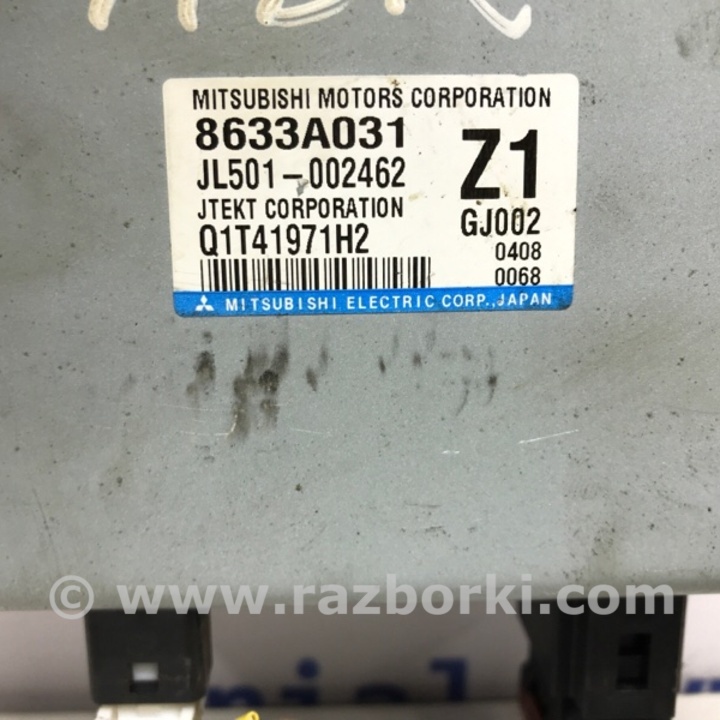 MITSUBISHI MOTORS CORPORATION
8633A031
JL501-002462
Z1
JTEKT CORPORATION
GJ002
Q1T41971H2
0408
0068
MITSUBISHI ELECTRIC CORP.,JAPAN
© www.razborki.com